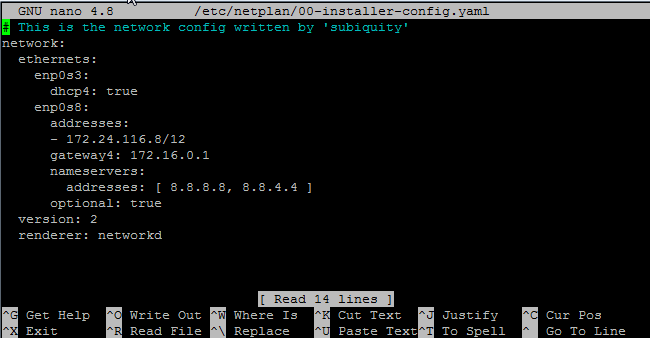 GNU nano 4.8 /etc/netplan/00-installer-config.yaml
# This is the network config written by 'subiquity'
network:
  ethernets:
    enp0s3:
      dhcp4: true
    enp0s8:
      addresses:
      - 172.24.116.8/12
      gateway4: 172.16.0.1
      nameservers:
        addresses: [ 8.8.8.8, 8.8.4.4 ]
      optional: true
  version: 2
  renderer: networkd
[ Read 14 lines ]
^G Get Help ^O Write Out ^W Where Is ^K Cut Text ^J Justify ^C Cur Pos
^X Exit ^R Read File ^\ Replace ^U Paste Text ^T To Spell ^_ Go To Line